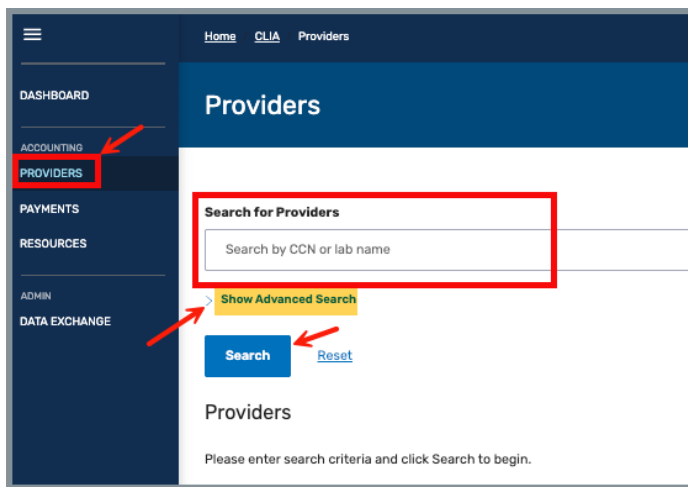 Home CLIA Providers
DASHBOARD
Providers
ACCOUNTING
PROVIDERS
PAYMENTS
RESOURCES
ADMIN
DATA EXCHANGE
Search for Providers
Search by CCN or lab name
Show Advanced Search
Search Reset
Providers
Please enter search criteria and click Search to begin.